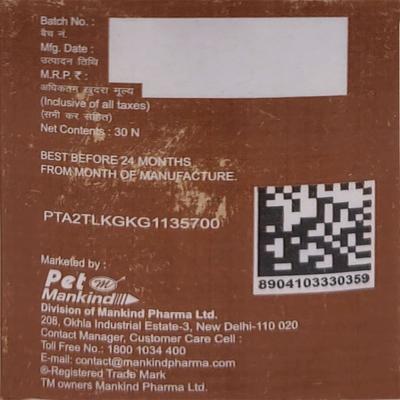 Batch No. :
बैच नं.
Mfg. Date :
उत्पादन तिथि
M.R.P. ₹ :
अधिकतम खुदरा मूल्य
(Inclusive of all taxes)
(सभी कर सहित)
Net Contents : 30 N
BEST BEFORE 24 MONTHS
FROM MONTH OF MANUFACTURE.
PTA2TLKGKG1135700
8904103330359
Marketed by :
Pet m
Mankind
Division of Mankind Pharma Ltd.
208, Okhla Industrial Estate-3, New Delhi-110 020
Contact Manager, Customer Care Cell :
Toll Free No.: 1800 1034 400
E-mail: contact@mankindpharma.com
®-Registered Trade Mark
TM owners Mankind Pharma Ltd.